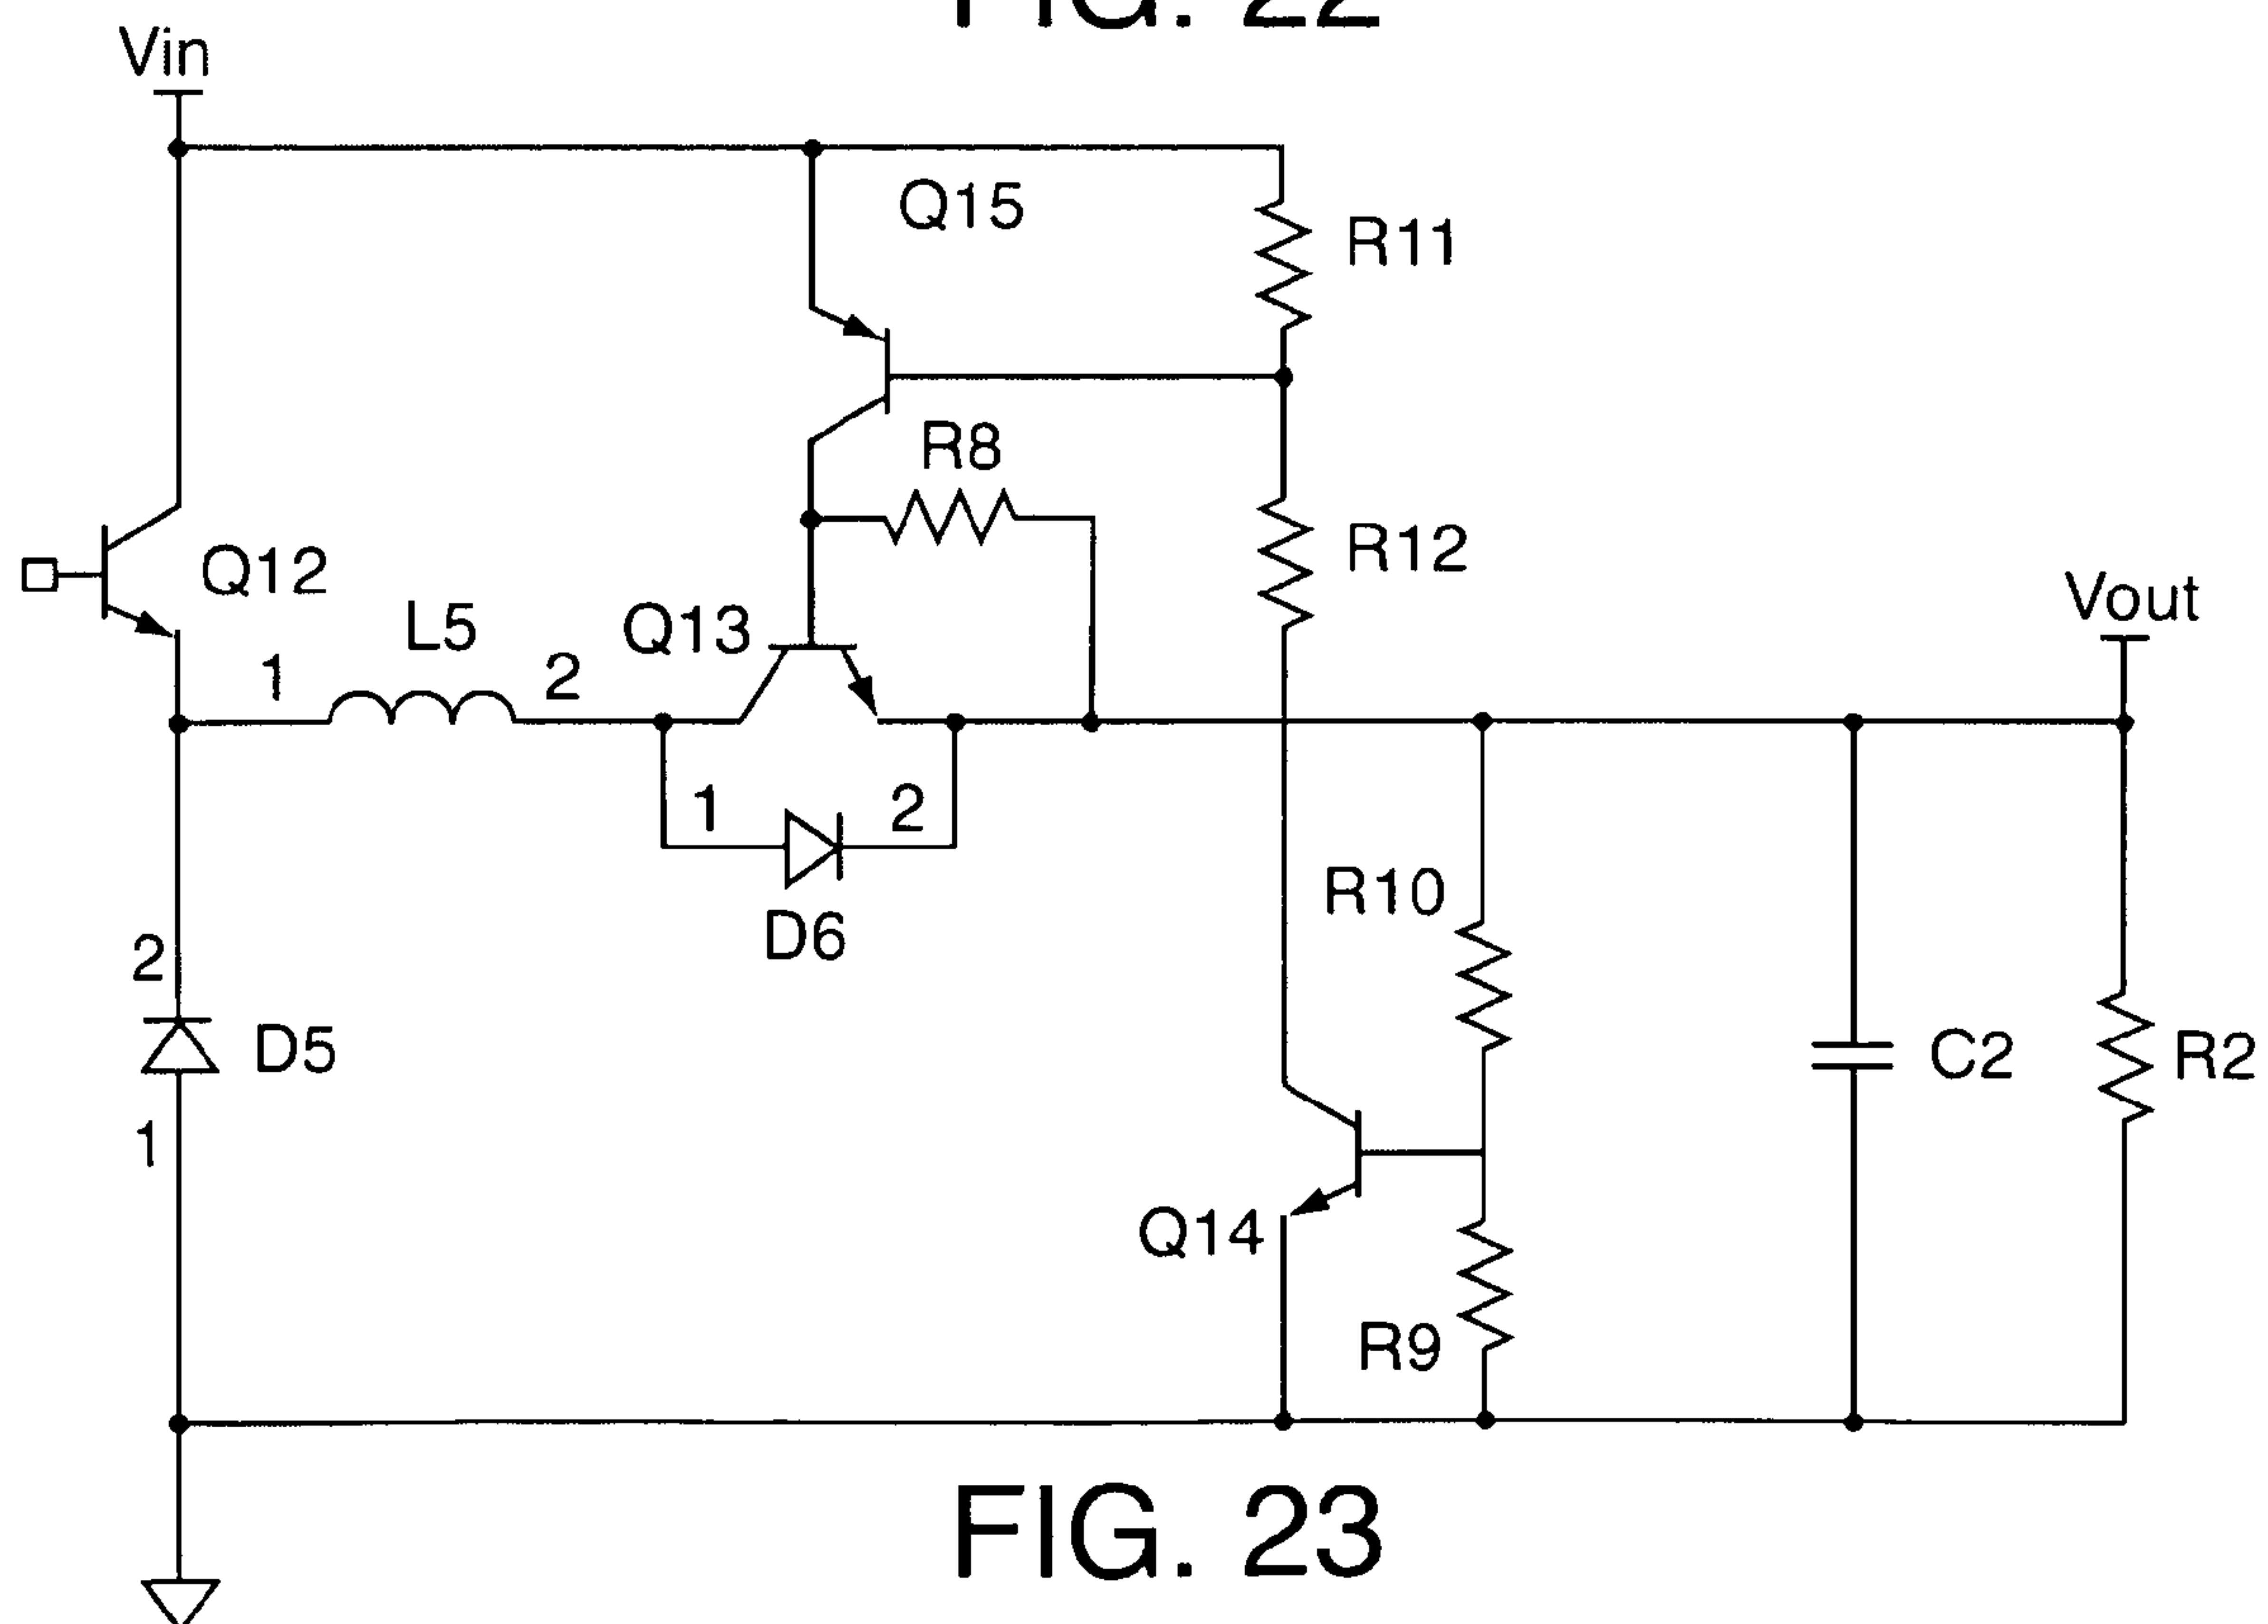 FIG. 22
Vin
Q15
R11
R8
Q12
R12
L5
Q13
Vout
1
2
1
2
R10
D6
2
D5
C2
R2
1
Q14
R9
FIG. 23